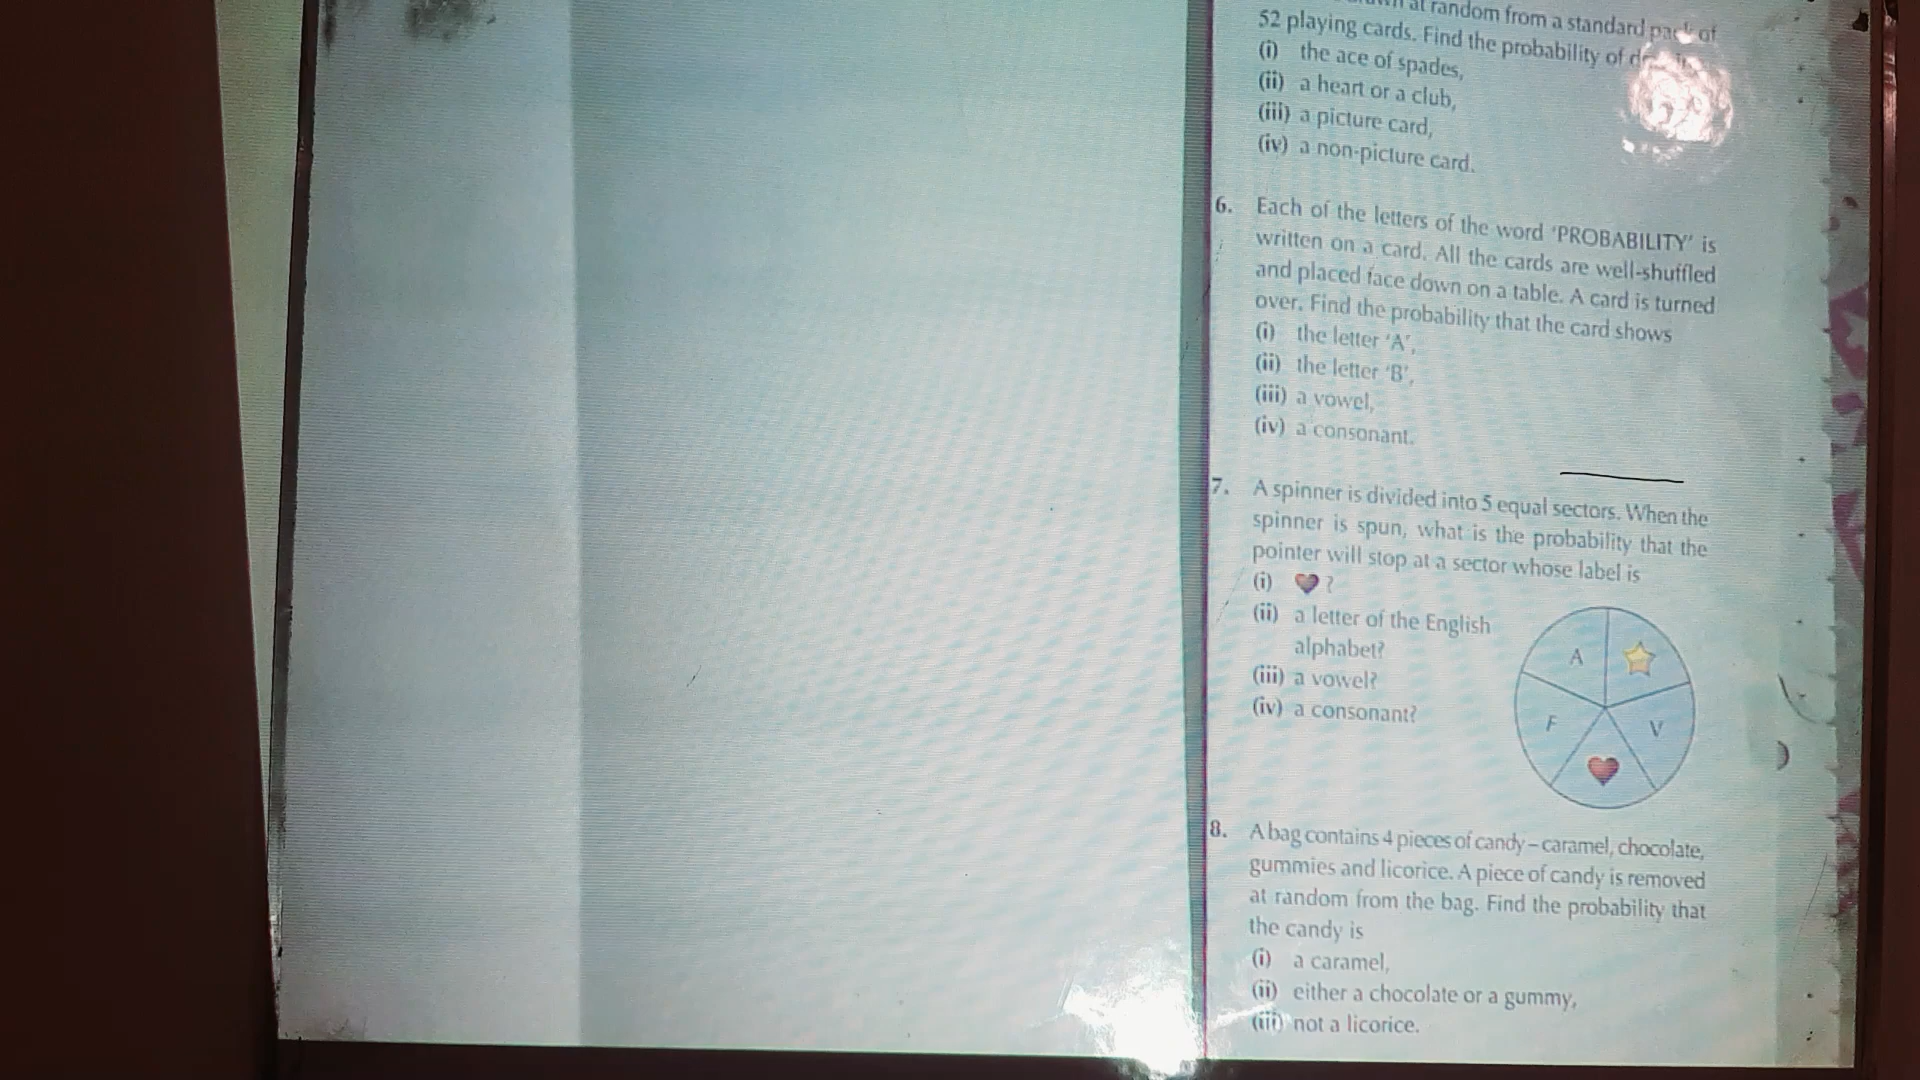 at random from a standard pack of
52 playing cards. Find the probability of
(i) the ace of spades,
(ii) a heart or a club,
(iii) a picture card,
(iv) a non-picture card.
6. Each of the letters of the word 'PROBABILITY' is
written on a card. All the cards are well-shuffled
and placed face down on a table. A card is turned
over. Find the probability that the card shows
(i) the letter 'A',
(ii) the letter 'B',
(iii) a vowel,
(iv) a consonant.
7. A spinner is divided into 5 equal sectors. When the
spinner is spun, what is the probability that the
pointer will stop at a sector whose label is
(i) ?
(ii) a letter of the English
alphabet?
(iii) a vowel?
(iv) a consonant?
A
F
V
8. A bag contains 4 pieces of candy – caramel, chocolate,
gummies and licorice. A piece of candy is removed
at random from the bag. Find the probability that
the candy is
(i) a caramel,
(ii) either a chocolate or a gummy,
(iii) not a licorice.